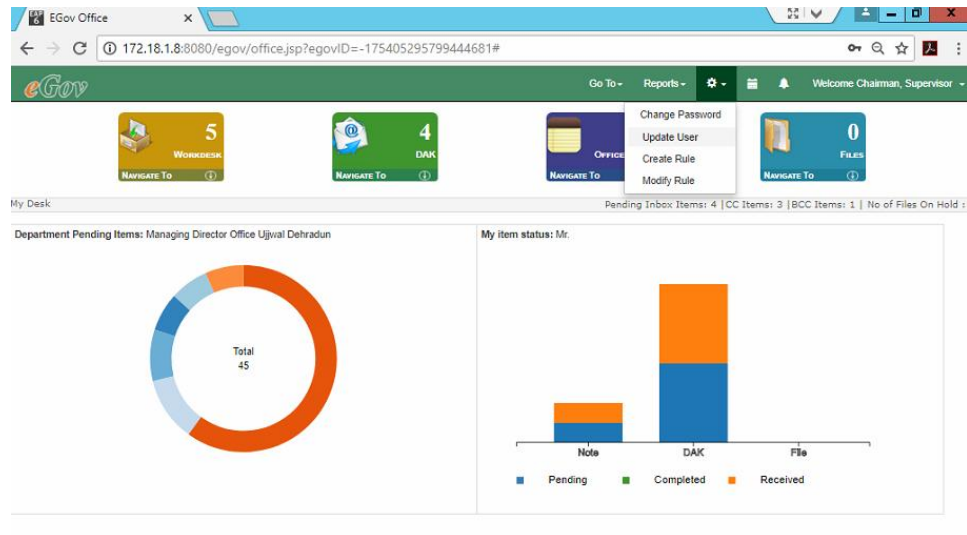 EGov Office
172.18.1.8:8080/egov/office.jsp?egovID=-175405295799444681#
eGov
Go To
Reports
Welcome Chairman, Supervisor
Change Password
Update User
Create Rule
Modify Rule
5
WORKDESK
NAVIGATE TO
4
DAK
NAVIGATE TO
OFFICE
NAVIGATE TO
0
FILES
NAVIGATE TO
My Desk
Pending Inbox Items: 4 |CC Items: 3 |BCC Items: 1 | No of Files On Hold :
Department Pending Items: Managing Director Office Ujjwal Dehradun
My item status: Mr.
Total
45
Note DAK File
Pending Completed Received